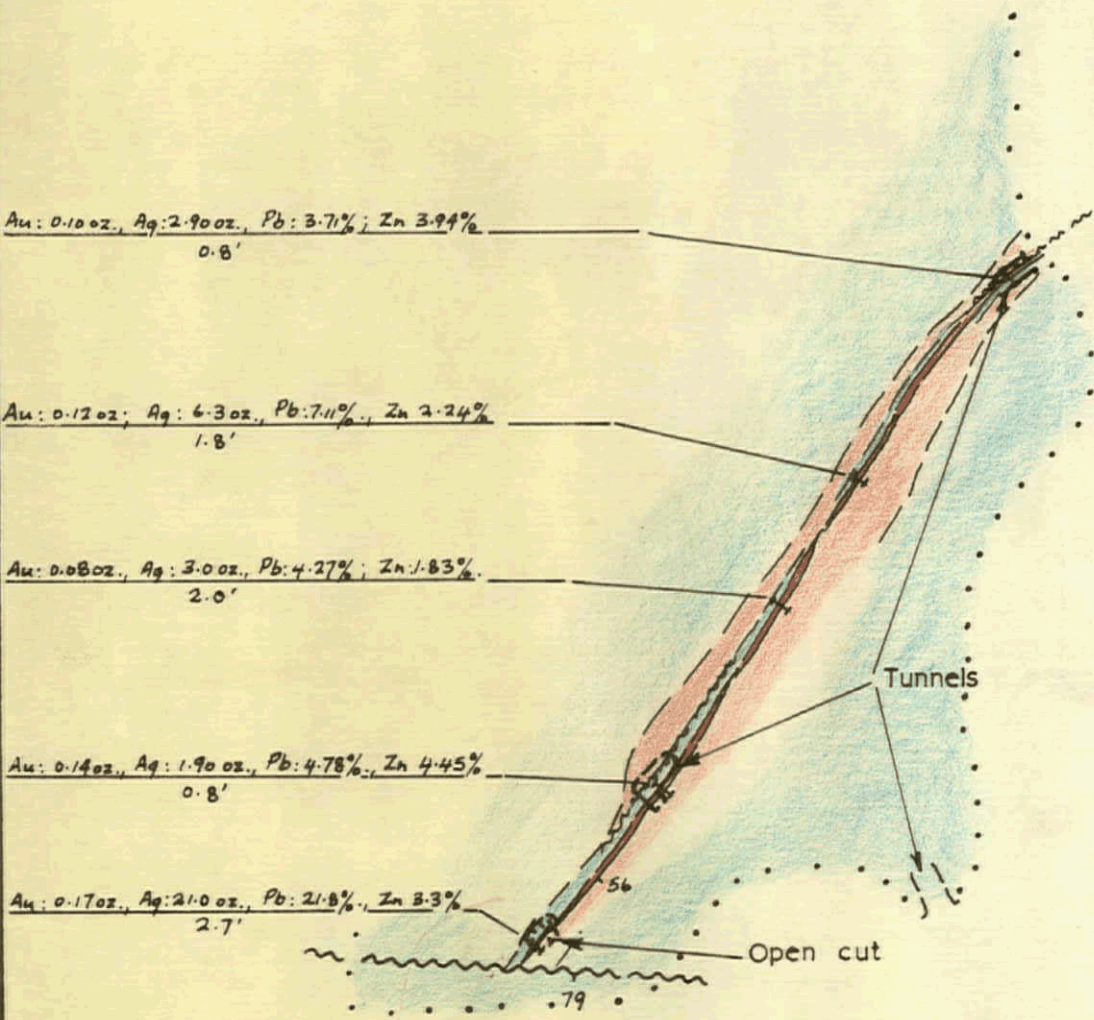 Au: 0.10 oz., Ag: 2.90 oz., Pb: 3.71%; Zn 3.94%
0.8'
Au: 0.12 oz; Ag: 6.3 oz., Pb: 7.11%., Zn 2.24%
1.8'
Au: 0.08 oz., Ag: 3.0 oz., Pb: 4.27%; Zn: 1.83%.
2.0'
Tunnels
Au: 0.14 oz., Ag: 1.90 oz., Pb: 4.78%., Zn 4.45%
0.8'
56
Au: 0.17 oz., Ag: 21.0 oz., Pb: 21.8%., Zn 3.3%
2.7'
Open cut
79